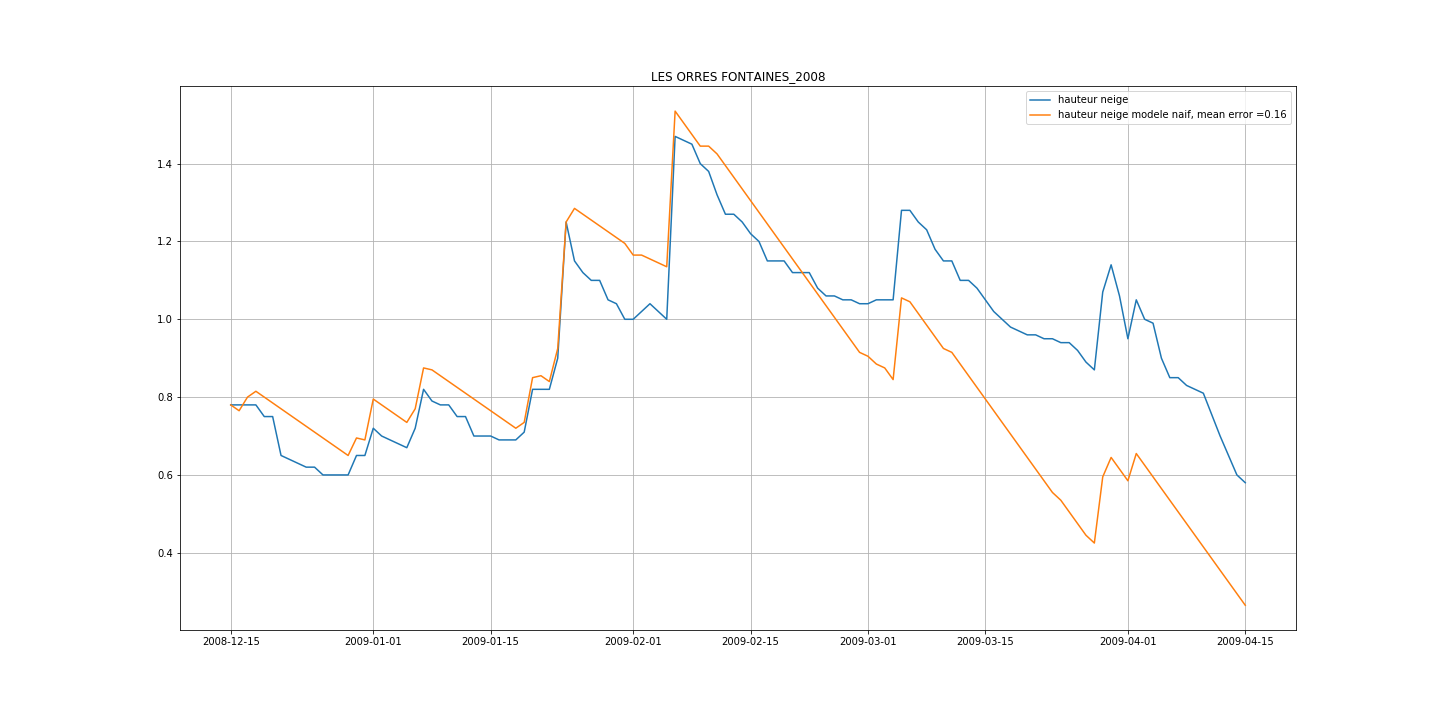 LES ORRES FONTAINES_2008
hauteur neige
hauteur neige modele naif, mean error =0.16
1.4
1.2
1.0
0.8
0.6
0.4
2008-12-15 2009-01-01 2009-01-15 2009-02-01 2009-02-15 2009-03-01 2009-03-15 2009-04-01 2009-04-15